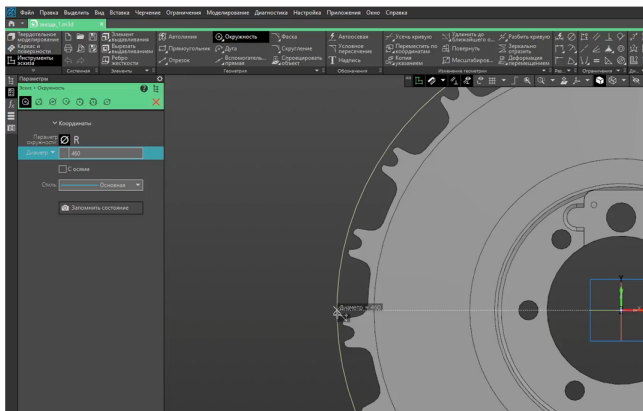 Файл Правка Выделить Вид Вставка Черчение Ограничения Моделирование Диагностика Настройка Приложения Окно Справка
Твердотельное моделирование
Элемент выдавливания
Автолиния
Окружность
Фаска
Автоосевая
Усечь кривую
Удлинить до ближайшего о...
Разбить кривую
Каркас и поверхности
Вырезать выдавливанием
Прямоугольник
Дуга
Скругление
Условное пересечение
Переместить по координатам
Повернуть
Зеркально отразить
Инструменты эскиза
Ребро жесткости
Отрезок
Вспомогатель... прямая
Спроецировать объект
Надпись
Копия указанием
Масштабиров...
Деформация перемещением
Системная
Элементы
Геометрия
Обозначения
Изменение геометрии
Раз...
Ограничения
Ди...
Параметры
Эскиз > Окружность
Координаты
Параметр окружности
R
Диаметр
460
С осями
Стиль
Основная
Запомнить состояние
Y